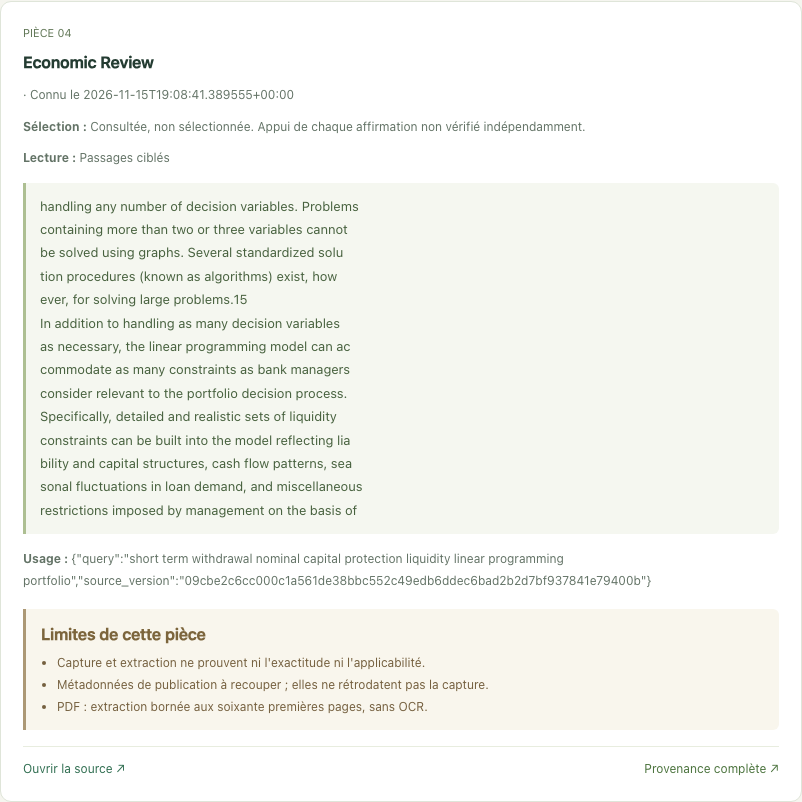 PIÈCE 04
Economic Review
· Connu le 2026-11-15T19:08:41.389555+00:00
Sélection : Consultée, non sélectionnée. Appui de chaque affirmation non vérifié indépendamment.
Lecture : Passages ciblés
handling any number of decision variables. Problems
containing more than two or three variables cannot
be solved using graphs. Several standardized solu
tion procedures (known as algorithms) exist, how
ever, for solving large problems.15
In addition to handling as many decision variables
as necessary, the linear programming model can ac
commodate as many constraints as bank managers
consider relevant to the portfolio decision process.
Specifically, detailed and realistic sets of liquidity
constraints can be built into the model reflecting lia
bility and capital structures, cash flow patterns, sea
sonal fluctuations in loan demand, and miscellaneous
restrictions imposed by management on the basis of
Usage : {"query":"short term withdrawal nominal capital protection liquidity linear programming
portfolio","source_version":"09cbe2c6cc000c1a561de38bbc552c49edb6ddec6bad2b2d7bf937841e79400b"}
Limites de cette pièce
• Capture et extraction ne prouvent ni l'exactitude ni l'applicabilité.
• Métadonnées de publication à recouper ; elles ne rétrodatent pas la capture.
• PDF : extraction bornée aux soixante premières pages, sans OCR.
Ouvrir la source ↗
Provenance complète ↗